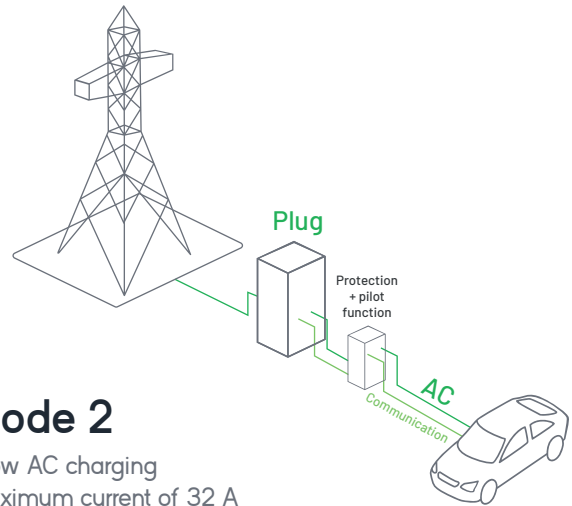 Plug
Protection
+ pilot
function
AC
Communication
ode 2
w AC charging
ximum current of 32 A